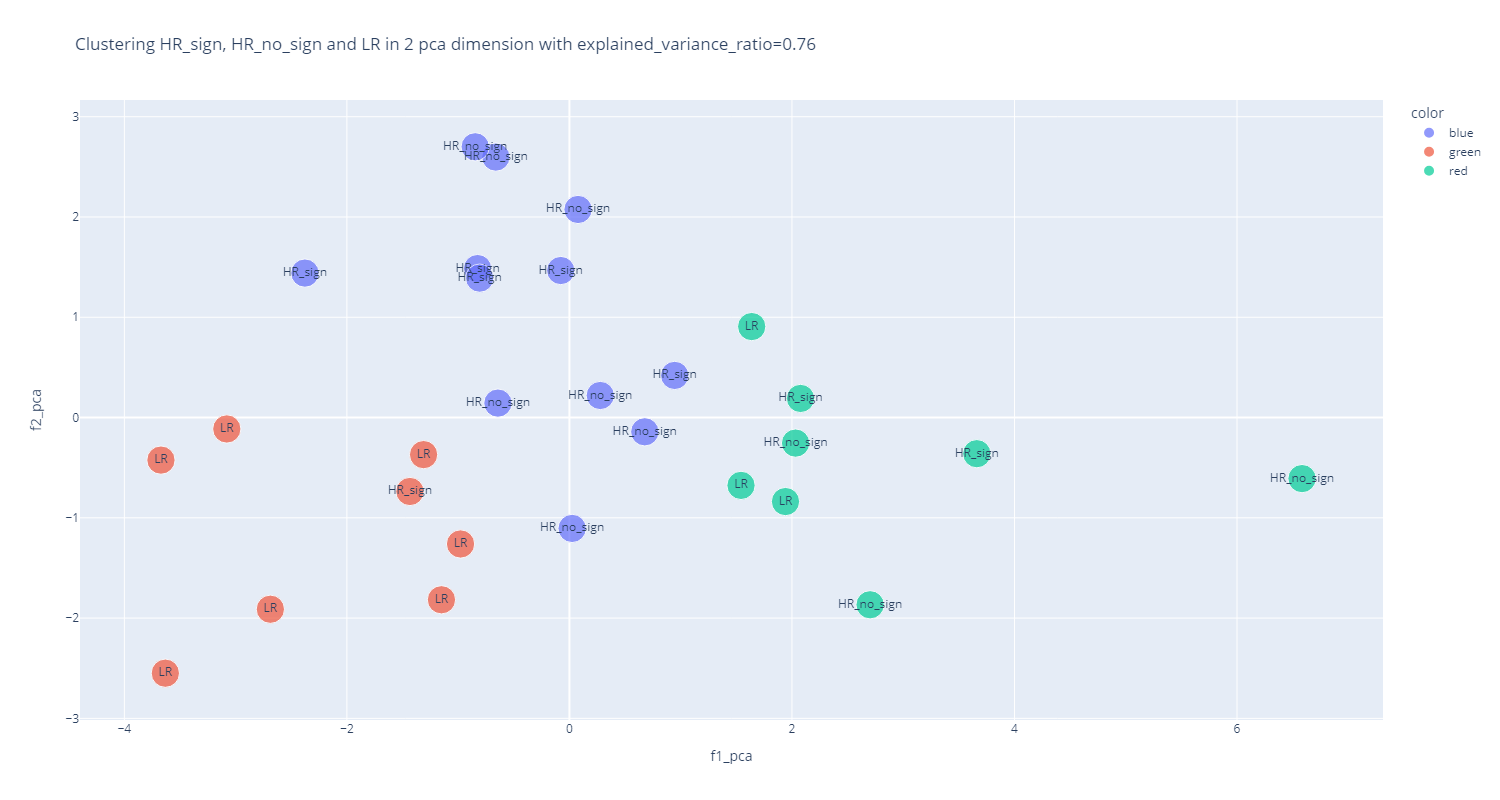 Clustering HR_sign, HR_no_sign and LR in 2 pca dimension with explained_variance_ratio=0.76
color
blue
green
red
3
2
1
0
−1
−2
−3
f2_pca
HR_no_sign
HR_no_sign
HR_no_sign
HR_sign
HR_sign
HR_sign
HR_sign
LR
HR_sign
HR_no_sign
HR_sign
HR_no_sign
LR
HR_no_sign
HR_no_sign
LR
LR
HR_sign
HR_no_sign
LR
HR_sign
LR
HR_no_sign
LR
LR
HR_no_sign
LR
LR
−4
−2
0
2
4
6
f1_pca